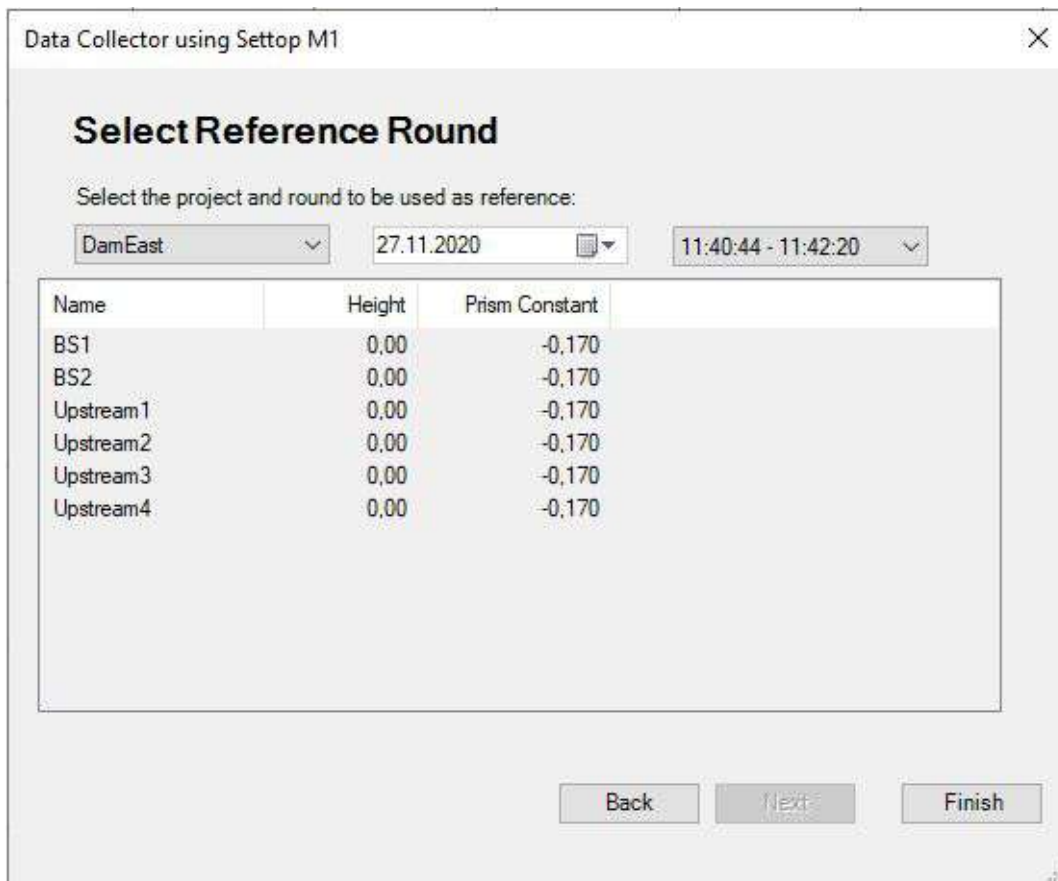 Data Collector using Settop M1
Select Reference Round
Select the project and round to be used as reference:
DamEast 27.11.2020 11:40:44 - 11:42:20
Name Height Prism Constant
BS1 0,00 -0,170
BS2 0,00 -0,170
Upstream1 0,00 -0,170
Upstream2 0,00 -0,170
Upstream3 0,00 -0,170
Upstream4 0,00 -0,170
Back Next Finish